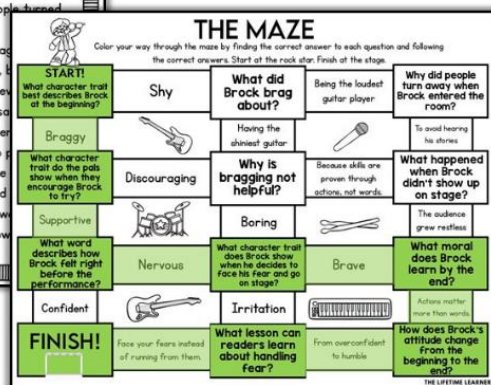 ople turned
THE MAZE
Color your way through the maze by finding the correct answer to each question and following
the correct answers. Start at the rock star. Finish at the stage.
START!
What character trait
best describes Brock
at the beginning?
Shy
What did
Brock brag
about?
Being the loudest
guitar player
Why did people
turn away when
Brock entered the
room?
Braggy
Having the
shiniest guitar
To avoid hearing
his stories
What character
trait do the pals
show when they
encourage Brock
to try?
Discouraging
Why is
bragging not
helpful?
Because skills are
proven through
actions, not words.
What happened
when Brock
didn't show up
on stage?
Supportive
Boring
The audience
grew restless
What word
describes how
Brock felt right
before the
performance?
Nervous
What character trait
does Brock show
when he decides to
face his fear and go
on stage?
Brave
What moral
does Brock
learn by the
end?
Confident
Irritation
Actions matter
more than words.
FINISH!
Face your fears instead
of running from them.
What lesson can
readers learn
about handling
fear?
From overconfident
to humble
How does Brock's
attitude change
from the
beginning to the
end?
THE LIFETIME LEARNER